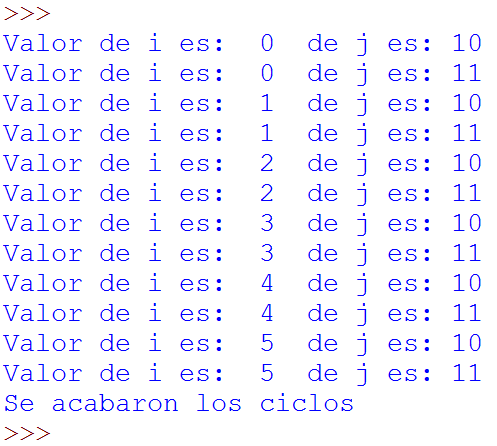 >>>
Valor de i es:  0  de j es: 10
Valor de i es:  0  de j es: 11
Valor de i es:  1  de j es: 10
Valor de i es:  1  de j es: 11
Valor de i es:  2  de j es: 10
Valor de i es:  2  de j es: 11
Valor de i es:  3  de j es: 10
Valor de i es:  3  de j es: 11
Valor de i es:  4  de j es: 10
Valor de i es:  4  de j es: 11
Valor de i es:  5  de j es: 10
Valor de i es:  5  de j es: 11
Se acabaron los ciclos
>>>